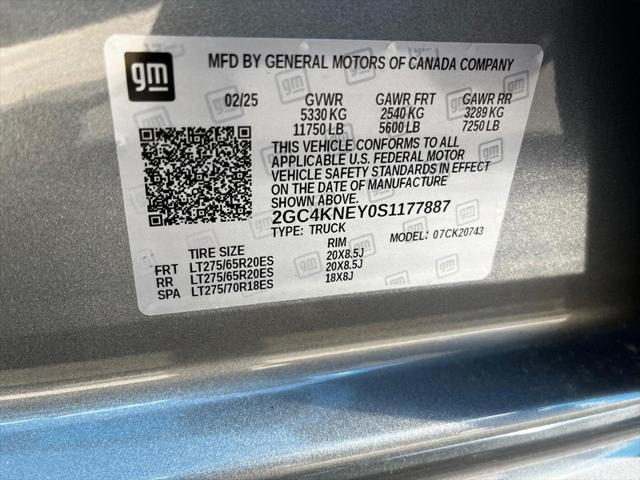 gm
MFD BY GENERAL MOTORS OF CANADA COMPANY
02/25 GVWR GAWR FRT GAWR RR
5330 KG 2540 KG 3289 KG
11750 LB 5600 LB 7250 LB
THIS VEHICLE CONFORMS TO ALL
APPLICABLE U.S. FEDERAL MOTOR
VEHICLE SAFETY STANDARDS IN EFFECT
ON THE DATE OF MANUFACTURE
SHOWN ABOVE.
2GC4KNEY0S1177887
TYPE: TRUCK MODEL: 07CK20743
TIRE SIZE RIM
FRT LT275/65R20ES 20X8.5J
RR LT275/65R20ES 20X8.5J
SPA LT275/70R18ES 18X8J